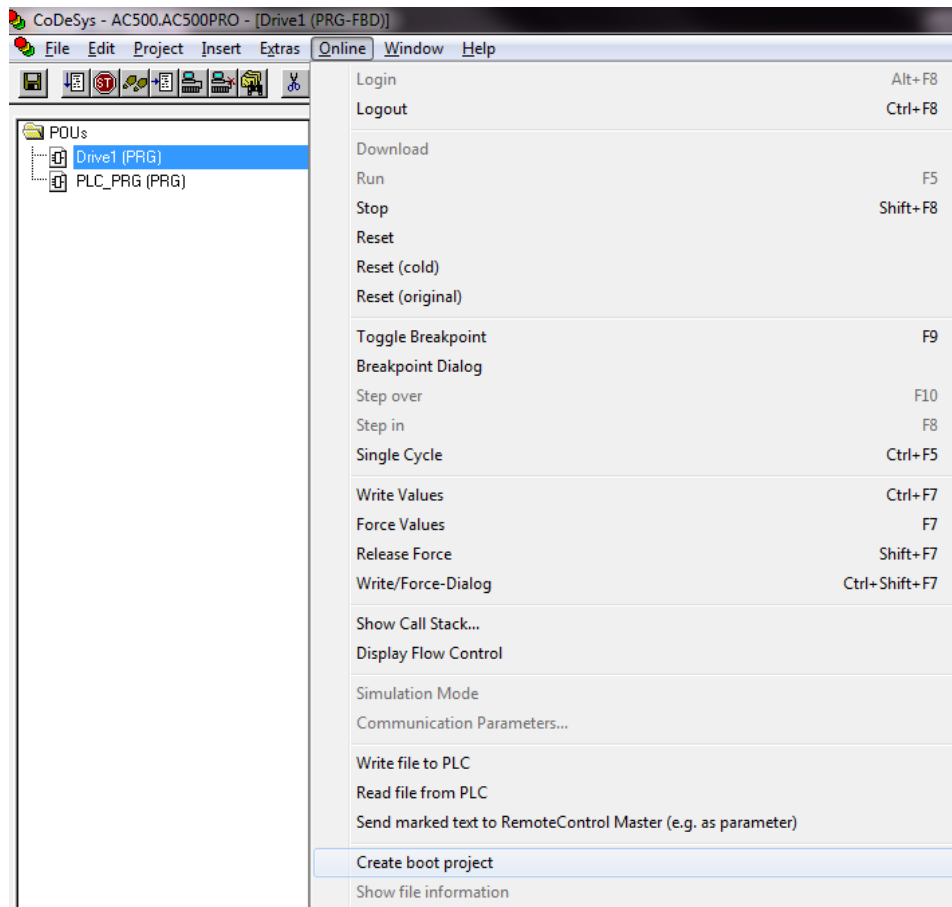 CoDeSys - AC500.AC500PRO - [Drive1 (PRG-FBD)]
File Edit Project Insert Extras Online Window Help
ST
POUs
Drive1 (PRG)
PLC_PRG (PRG)
Login Alt+F8
Logout Ctrl+F8
Download
Run F5
Stop Shift+F8
Reset
Reset (cold)
Reset (original)
Toggle Breakpoint F9
Breakpoint Dialog
Step over F10
Step in F8
Single Cycle Ctrl+F5
Write Values Ctrl+F7
Force Values F7
Release Force Shift+F7
Write/Force-Dialog Ctrl+Shift+F7
Show Call Stack...
Display Flow Control
Simulation Mode
Communication Parameters...
Write file to PLC
Read file from PLC
Send marked text to RemoteControl Master (e.g. as parameter)
Create boot project
Show file information